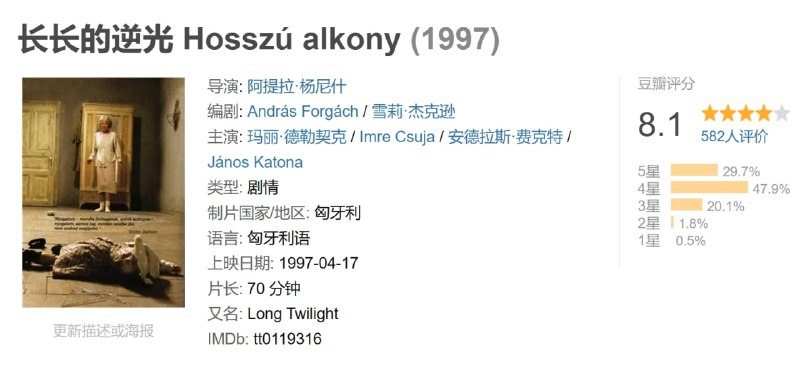 长长的逆光 Hosszú alkony (1997)
导演: 阿提拉·杨尼什
编剧: András Forgách / 雪莉·杰克逊
主演: 玛丽·德勒契克 / Imre Csuja / 安德拉斯·费克特 /
János Katona
类型: 剧情
制片国家/地区: 匈牙利
语言: 匈牙利语
上映日期: 1997-04-17
片长: 70 分钟
又名: Long Twilight
IMDb: tt0119316
更新描述或海报
豆瓣评分
8.1
582人评价
5星 29.7%
4星 47.9%
3星 20.1%
2星 1.8%
1星 0.5%